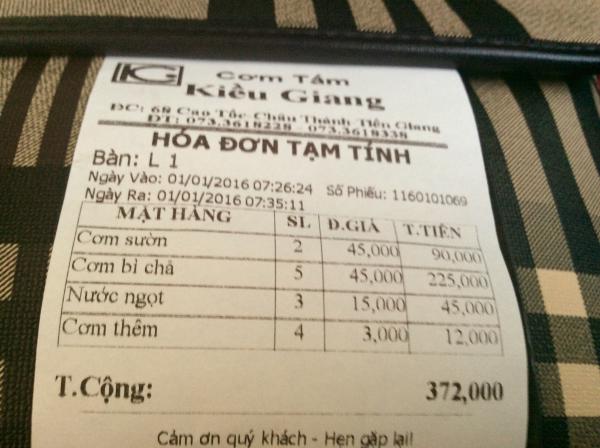 KG
Cơm Tấm
Kiều Giang
ĐC: 68 Cao Tốc, Châu Thành Tiền Giang
ĐT: 073.3618228 - 073.3618338
HÓA ĐƠN TẠM TÍNH
Bàn: L 1
Ngày Vào: 01/01/2016 07:26:24 Số Phiếu: 1160101069
Ngày Ra: 01/01/2016 07:35:11
MẶT HÀNG SL Đ.GIÁ T.TIỀN
Cơm sườn 2 45,000 90,000
Cơm bì chả 5 45,000 225,000
Nước ngọt 3 15,000 45,000
Cơm thêm 4 3,000 12,000
T.Cộng: 372,000
Cảm ơn quý khách - Hẹn gặp lại!